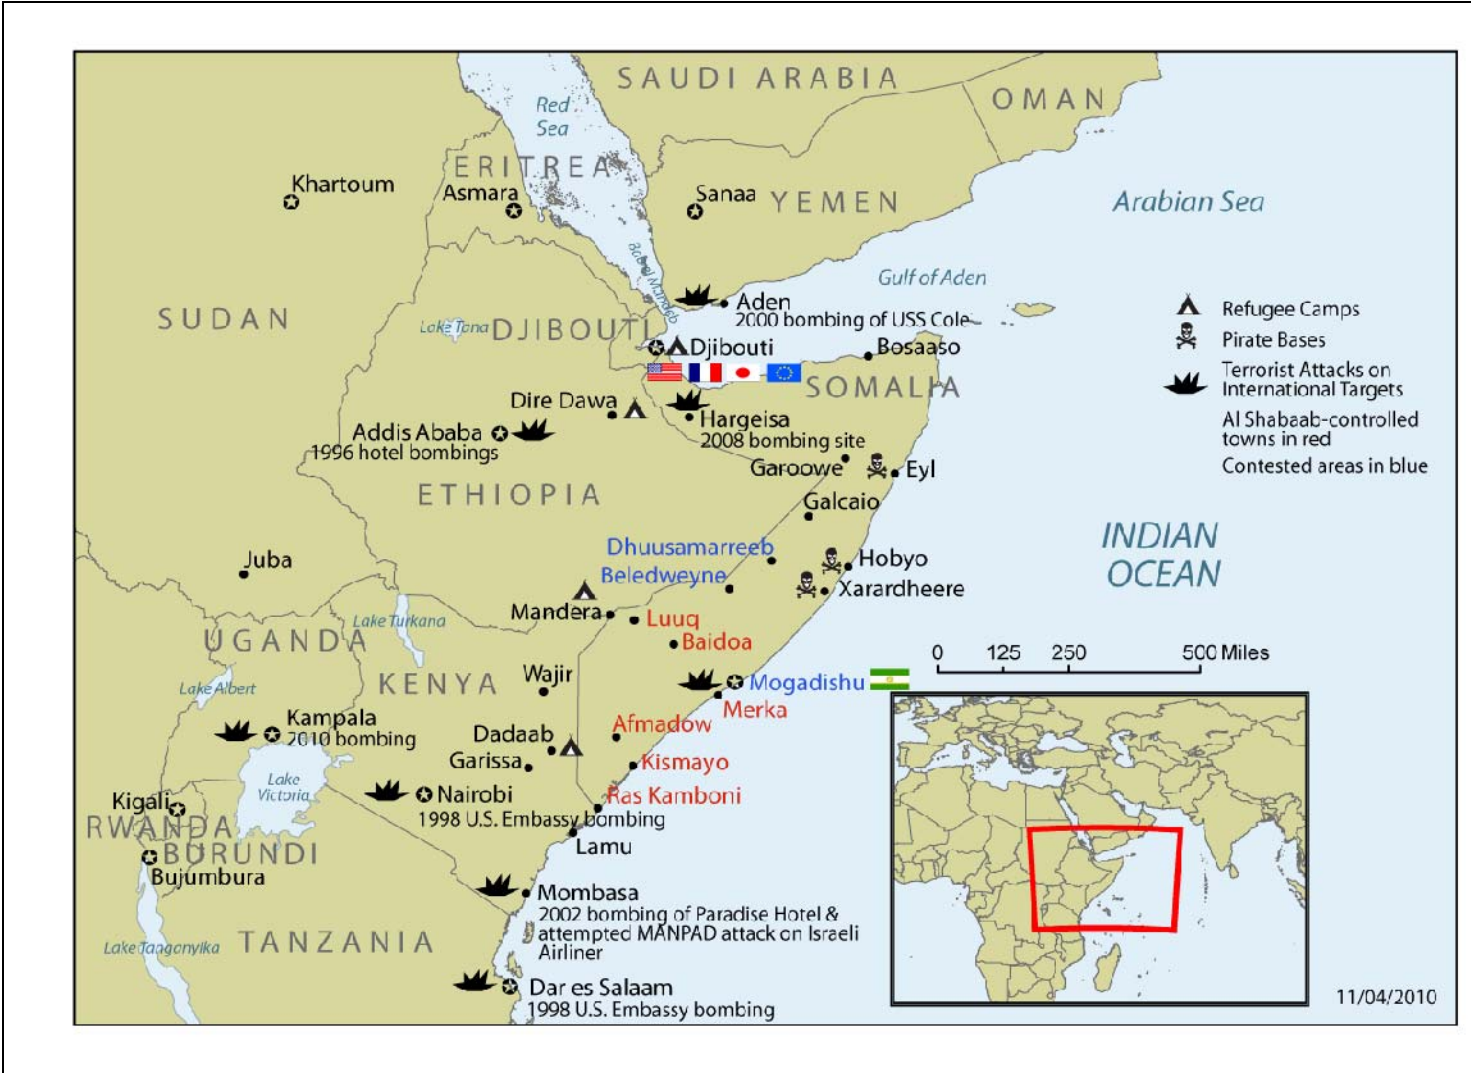 SAUDI ARABIA
OMAN
Red
Sea
ERITREA
Khartoum
Asmara
Sanaa
YEMEN
Arabian Sea
Bab el Mandeb
Gulf of Aden
SUDAN
Lake Tana
DJIBOUTI
Aden
2000 bombing of USS Cole
Djibouti
Bosaaso
SOMALIA
Refugee Camps
Pirate Bases
Terrorist Attacks on
International Targets
Al Shabaab-controlled
towns in red
Contested areas in blue
Dire Dawa
Hargeisa
2008 bombing site
Addis Ababa
1996 hotel bombings
Garoowe
Eyl
ETHIOPIA
Galcaio
INDIAN
OCEAN
Dhuusamarreeb
Beledweyne
Hobyo
Xarardheere
Juba
Mandera
Luuq
Baidoa
Lake Turkana
UGANDA
Lake Albert
KENYA
Wajir
Mogadishu
Merka
0 125 250 500 Miles
Kampala
2010 bombing
Dadaab
Garissa
Afmadow
Kismayo
Lake
Victoria
Nairobi
1998 U.S. Embassy bombing
Ras Kamboni
Lamu
Kigali
RWANDA
BURUNDI
Bujumbura
Mombasa
2002 bombing of Paradise Hotel &
attempted MANPAD attack on Israeli
Airliner
Lake Tangonyika
TANZANIA
Dar es Salaam
1998 U.S. Embassy bombing
11/04/2010